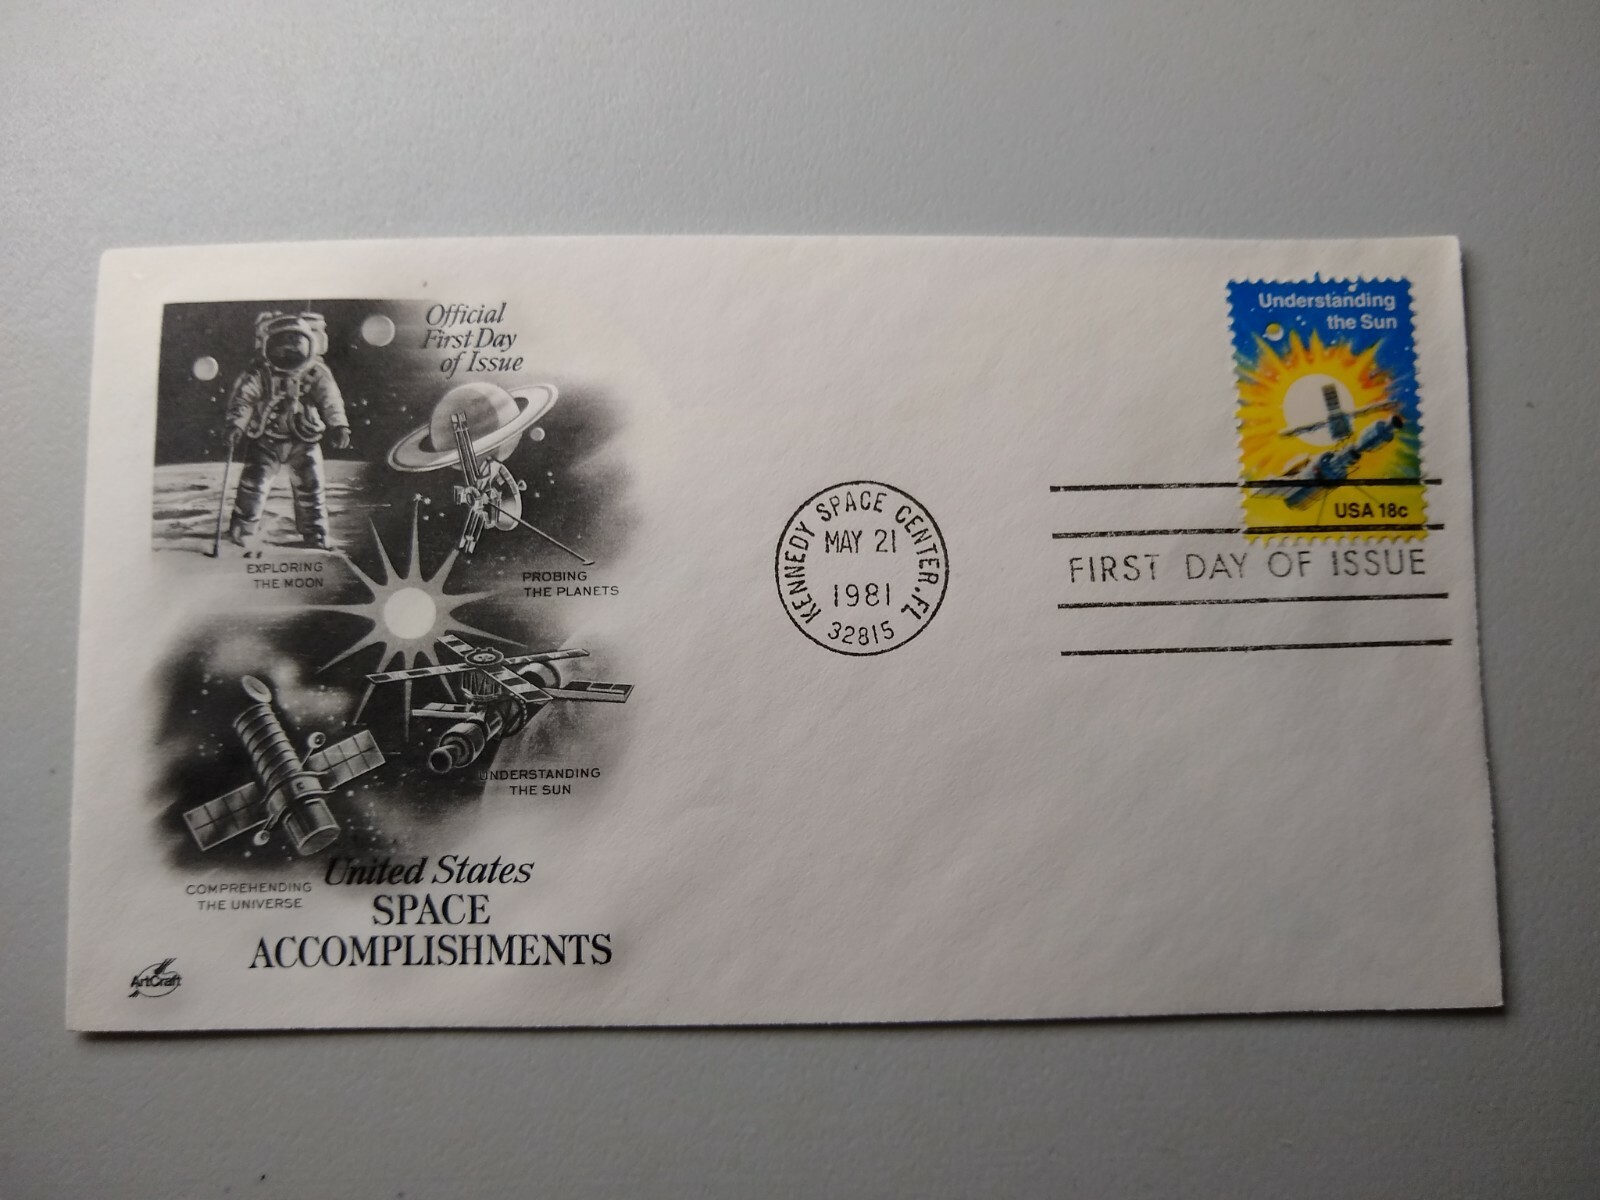 Official
First Day
of Issue
EXPLORING
THE MOON
PROBING
THE PLANETS
UNDERSTANDING
THE SUN
COMPREHENDING
THE UNIVERSE
United States
SPACE
ACCOMPLISHMENTS
ArtCraft
KENNEDY SPACE CENTER, FL
MAY 21
1981
32815
Understanding
the Sun
USA 18c
FIRST DAY OF ISSUE